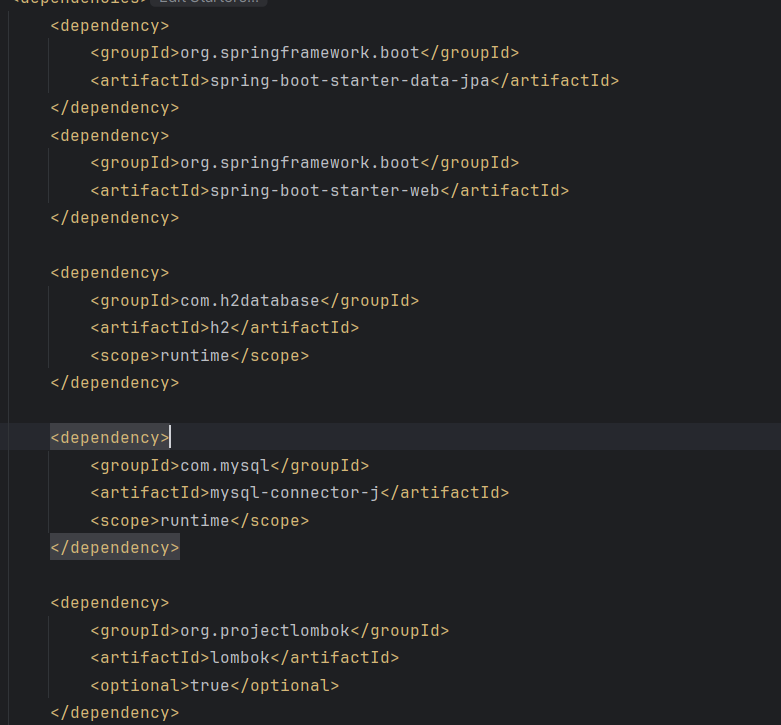 <dependencies> Edit Starters...
<dependency>
<groupId>org.springframework.boot</groupId>
<artifactId>spring-boot-starter-data-jpa</artifactId>
</dependency>
<dependency>
<groupId>org.springframework.boot</groupId>
<artifactId>spring-boot-starter-web</artifactId>
</dependency>
<dependency>
<groupId>com.h2database</groupId>
<artifactId>h2</artifactId>
<scope>runtime</scope>
</dependency>
<dependency>
<groupId>com.mysql</groupId>
<artifactId>mysql-connector-j</artifactId>
<scope>runtime</scope>
</dependency>
<dependency>
<groupId>org.projectlombok</groupId>
<artifactId>lombok</artifactId>
<optional>true</optional>
</dependency>